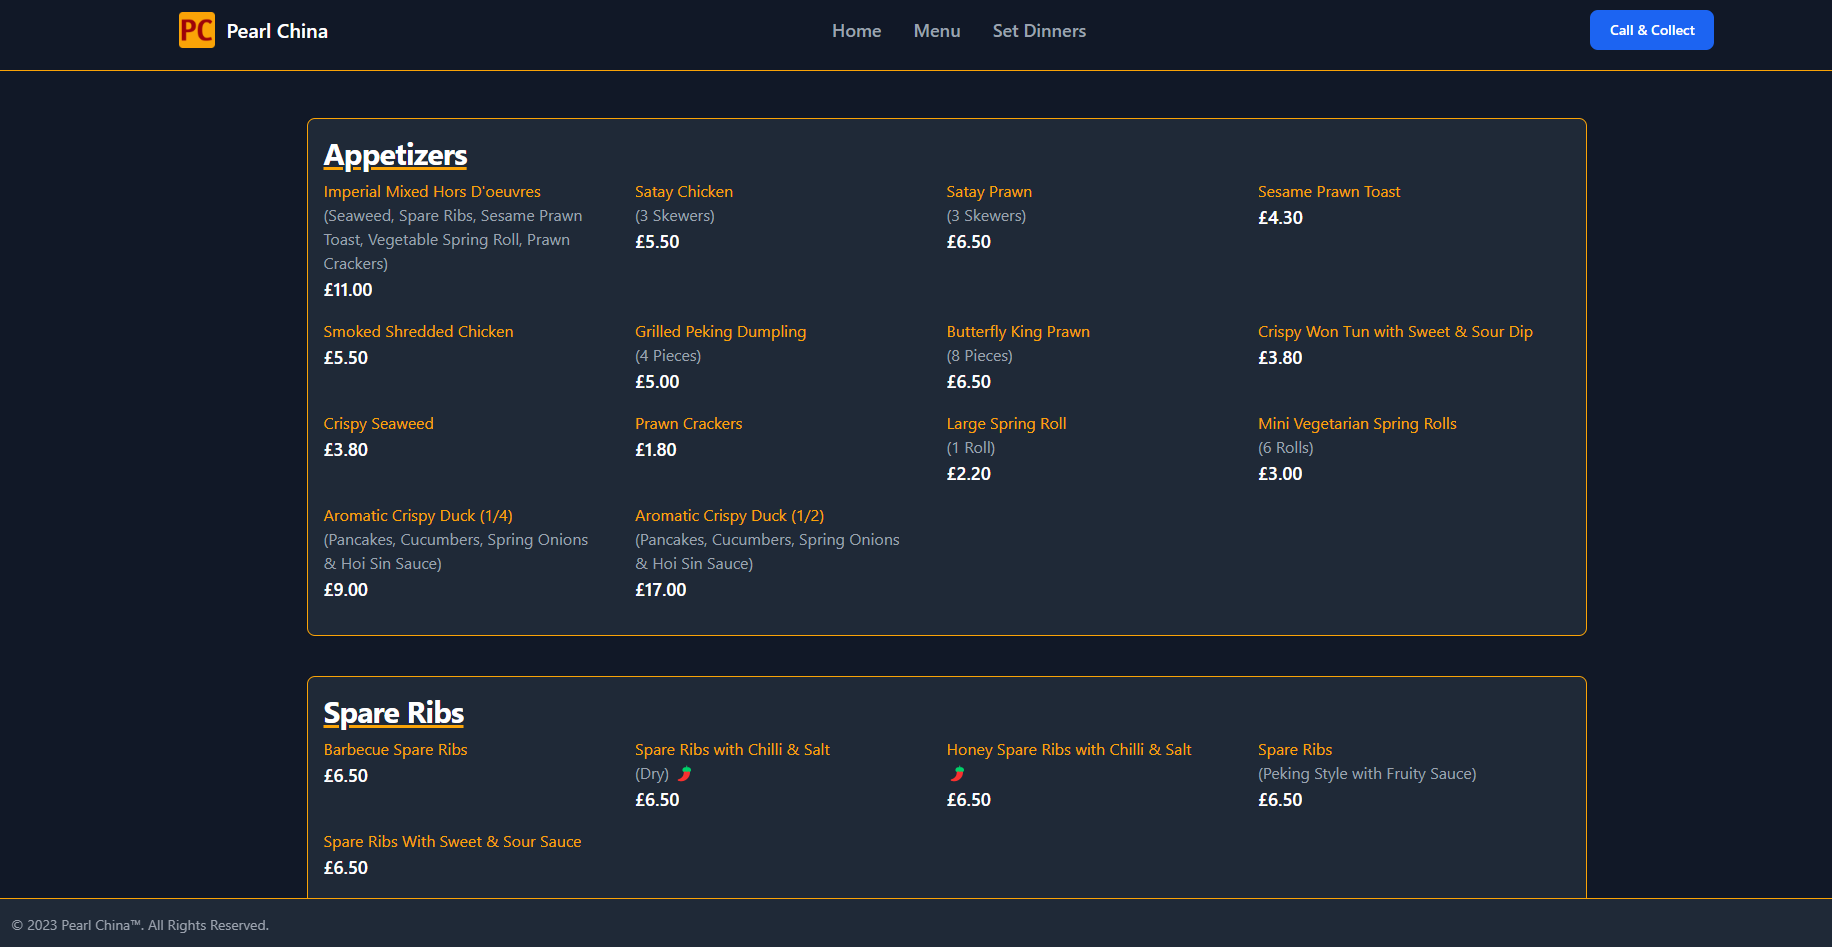 PC Pearl China
Home Menu Set Dinners
Call & Collect
Appetizers
Imperial Mixed Hors D'oeuvres
(Seaweed, Spare Ribs, Sesame Prawn
Toast, Vegetable Spring Roll, Prawn
Crackers)
£11.00
Satay Chicken
(3 Skewers)
£5.50
Satay Prawn
(3 Skewers)
£6.50
Sesame Prawn Toast
£4.30
Smoked Shredded Chicken
£5.50
Grilled Peking Dumpling
(4 Pieces)
£5.00
Butterfly King Prawn
(8 Pieces)
£6.50
Crispy Won Tun with Sweet & Sour Dip
£3.80
Crispy Seaweed
£3.80
Prawn Crackers
£1.80
Large Spring Roll
(1 Roll)
£2.20
Mini Vegetarian Spring Rolls
(6 Rolls)
£3.00
Aromatic Crispy Duck (1/4)
(Pancakes, Cucumbers, Spring Onions
& Hoi Sin Sauce)
£9.00
Aromatic Crispy Duck (1/2)
(Pancakes, Cucumbers, Spring Onions
& Hoi Sin Sauce)
£17.00
Spare Ribs
Barbecue Spare Ribs
£6.50
Spare Ribs with Chilli & Salt
(Dry) 🌶
£6.50
Honey Spare Ribs with Chilli & Salt
🌶
£6.50
Spare Ribs
(Peking Style with Fruity Sauce)
£6.50
Spare Ribs With Sweet & Sour Sauce
£6.50
© 2023 Pearl China™. All Rights Reserved.